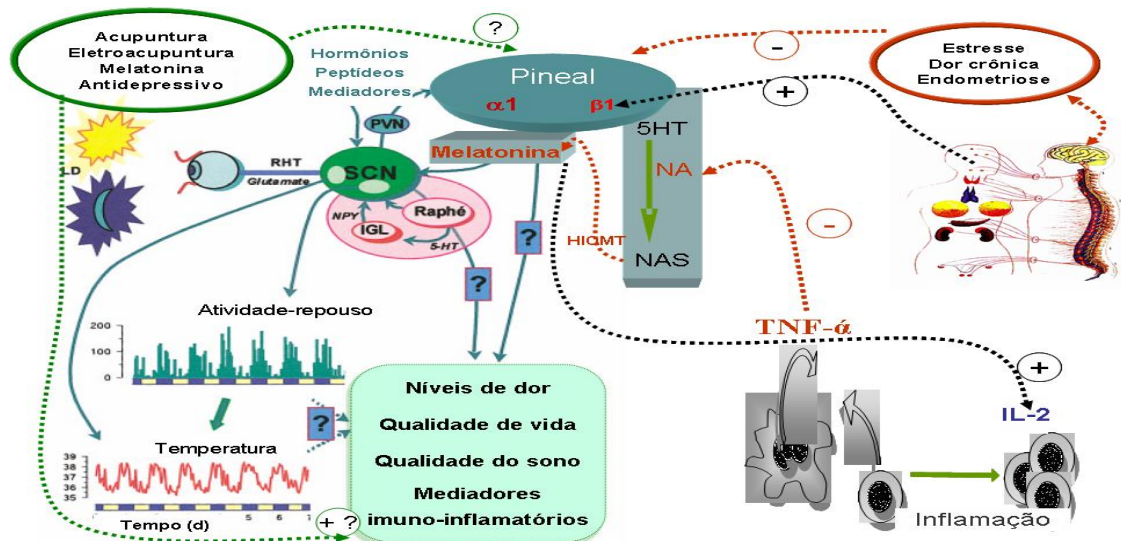 Acupuntura
Eletroacupuntura
Melatonina
Antidepressivo
?
Hormônios
Peptídeos
Mediadores
Pineal
α1
β1
-
+
Estresse
Dor crônica
Endometriose
LD
RHT
Glutamate
PVN
SCN
Melatonina
5HT
NA
NAS
HIOMT
NPY
IGL
Raphé
5-HT
?
?
-
Atividade-repouso
200
100
0
TNF-ά
+
IL-2
Níveis de dor
Qualidade de vida
Qualidade do sono
Mediadores
imuno-inflamatórios
?
Temperatura
39
38
37
36
35
Tempo (d)
5
6
+ ?
Inflamação